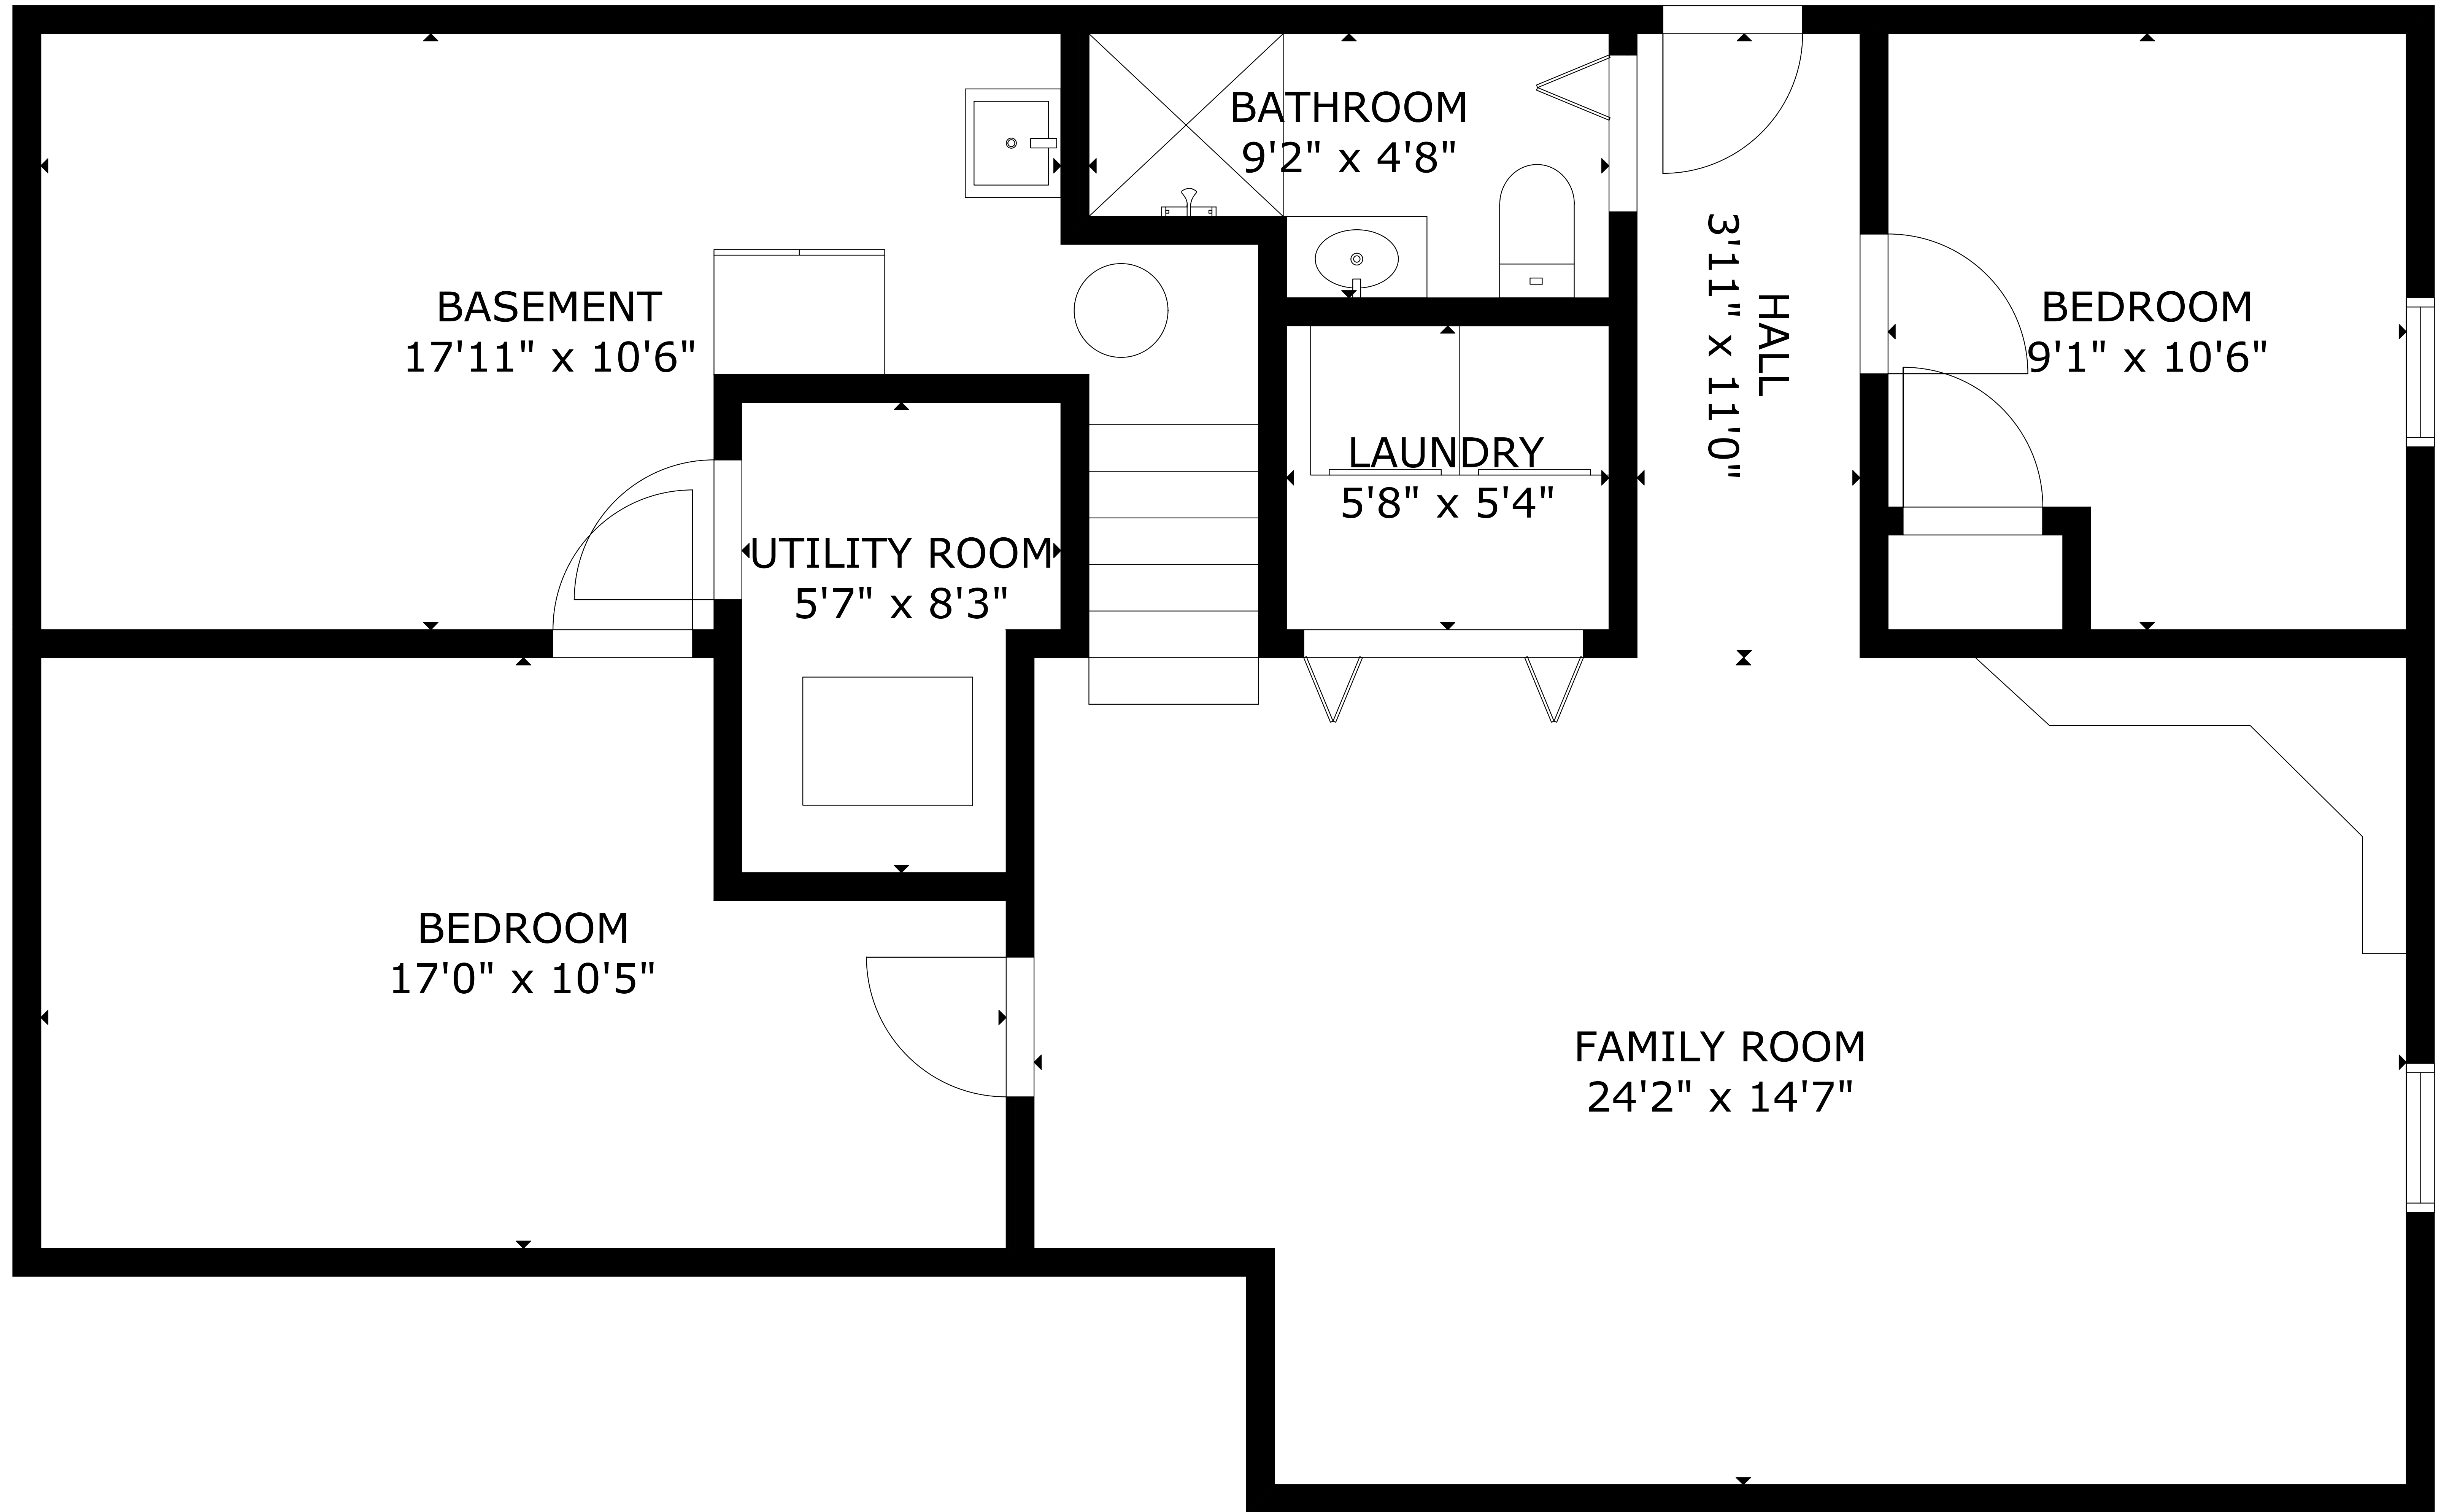 BATHROOM
9'2" x 4'8"
BASEMENT
17'11" x 10'6"
HALL
3'11" x 11'0"
BEDROOM
9'1" x 10'6"
LAUNDRY
5'8" x 5'4"
UTILITY ROOM
5'7" x 8'3"
BEDROOM
17'0" x 10'5"
FAMILY ROOM
24'2" x 14'7"